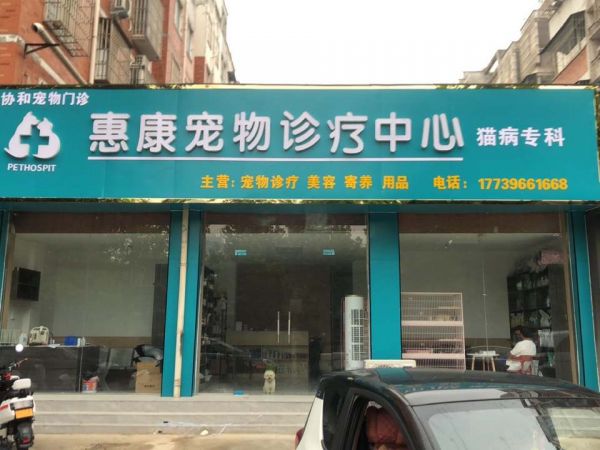 协和宠物门诊
PETHOSPIT
惠康宠物诊疗中心
猫病专科
主营：宠物诊疗 美容 寄养 用品 电话：17739661668